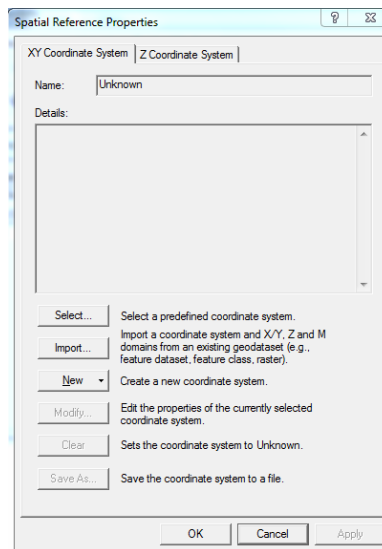 Spatial Reference Properties
XY Coordinate System
Z Coordinate System
Name:
Unknown
Details:
Select...
Select a predefined coordinate system.
Import...
Import a coordinate system and X/Y, Z and M
domains from an existing geodataset (e.g.,
feature dataset, feature class, raster).
New
Create a new coordinate system.
Modify...
Edit the properties of the currently selected
coordinate system.
Clear
Sets the coordinate system to Unknown.
Save As...
Save the coordinate system to a file.
OK
Cancel
Apply